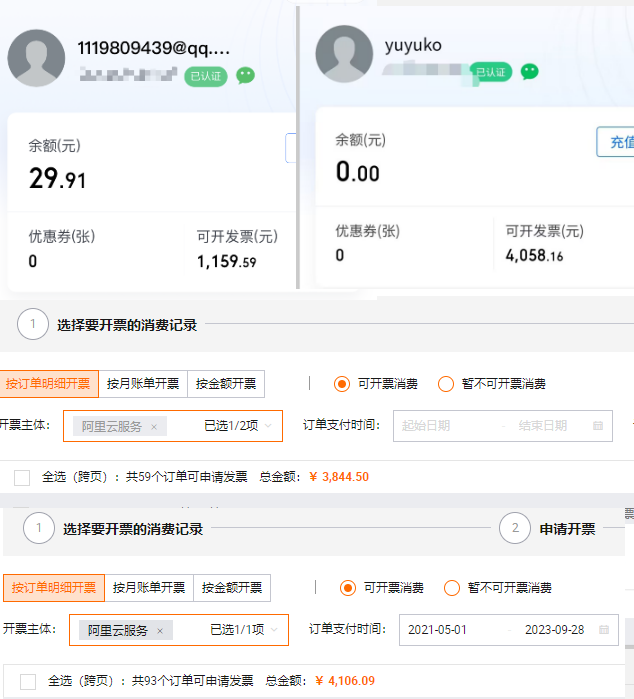 1119809439@qq....
已认证
余额(元)
29.91
优惠券(张)
0
可开发票(元)
1,159.59
yuyuko
已认证
余额(元)
0.00
充值
优惠券(张)
0
可开发票(元)
4,058.16
1 选择要开票的消费记录
按订单明细开票 按月账单开票 按金额开票 可开票消费 暂不可开票消费
开票主体: 阿里云服务 × 已选1/2项 订单支付时间: 起始日期 - 结束日期
全选（跨页）: 共59个订单可申请发票 总金额: ¥ 3,844.50
1 选择要开票的消费记录 2 申请开票
按订单明细开票 按月账单开票 按金额开票 可开票消费 暂不可开票消费
开票主体: 阿里云服务 × 已选1/1项 订单支付时间: 2021-05-01 - 2023-09-28
全选（跨页）: 共93个订单可申请发票 总金额: ¥ 4,106.09